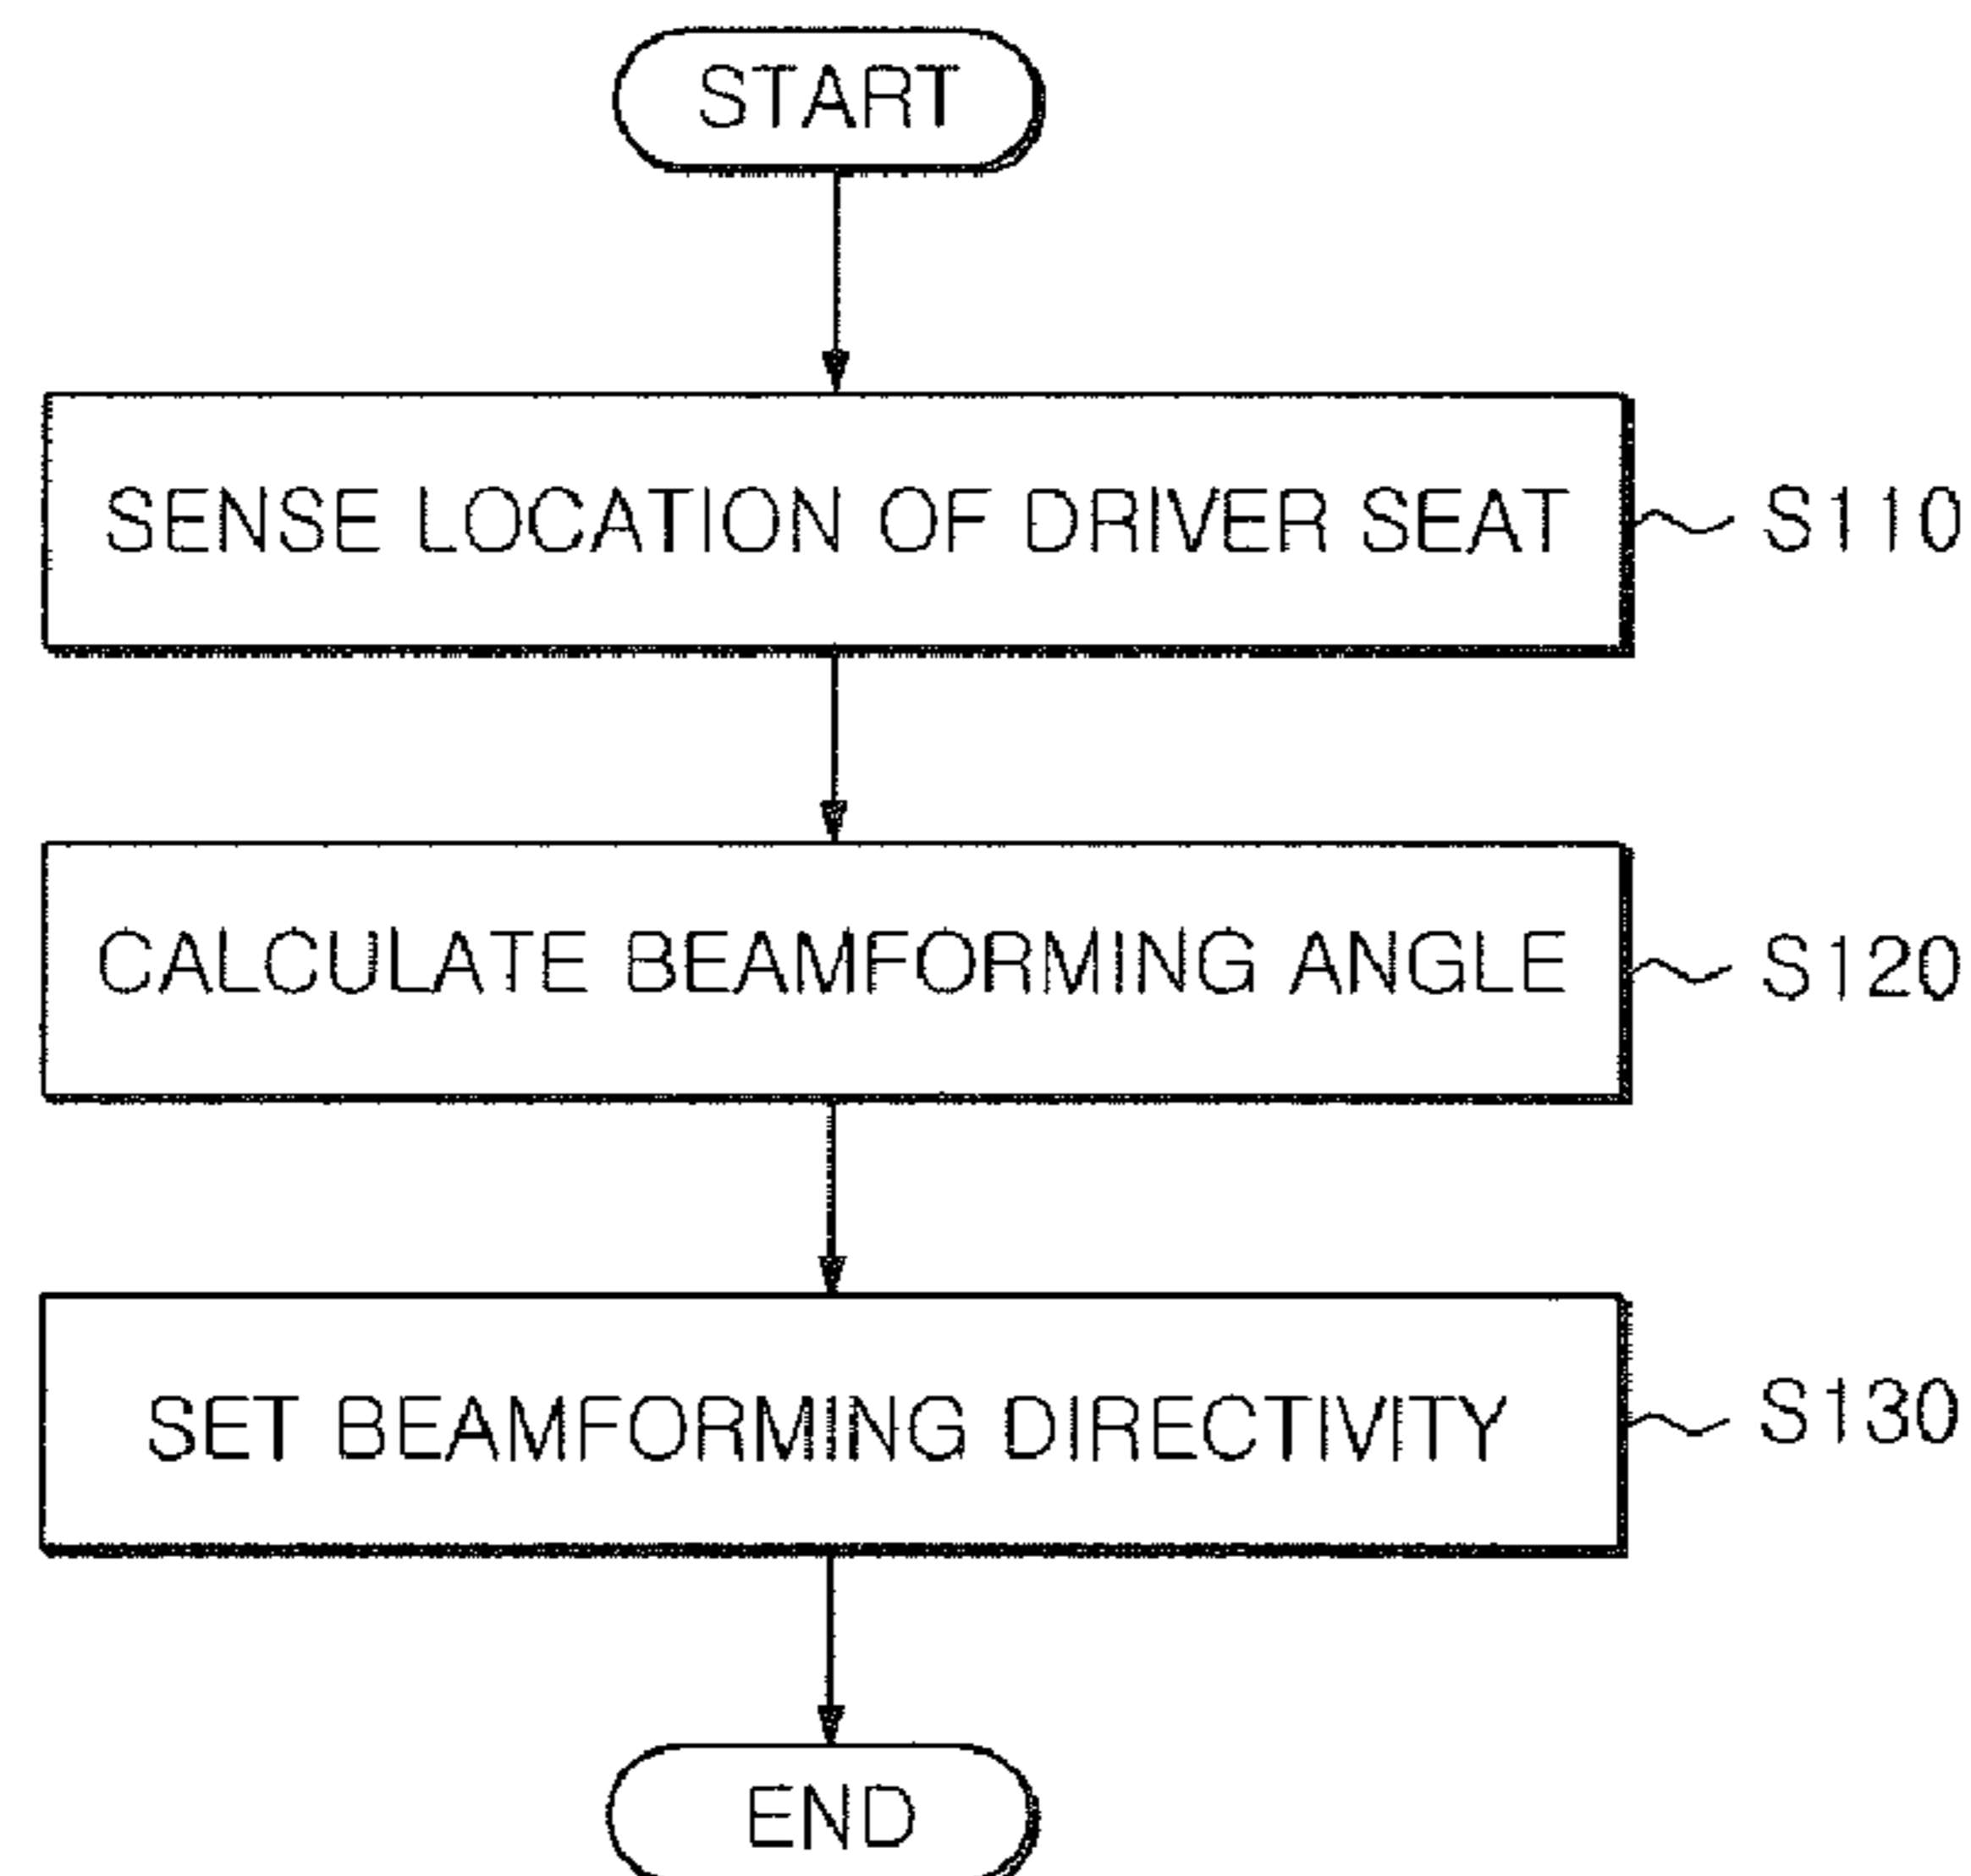 START
SENSE LOCATION OF DRIVER SEAT
S110
CALCULATE BEAMFORMING ANGLE
S120
SET BEAMFORMING DIRECTIVITY
S130
END